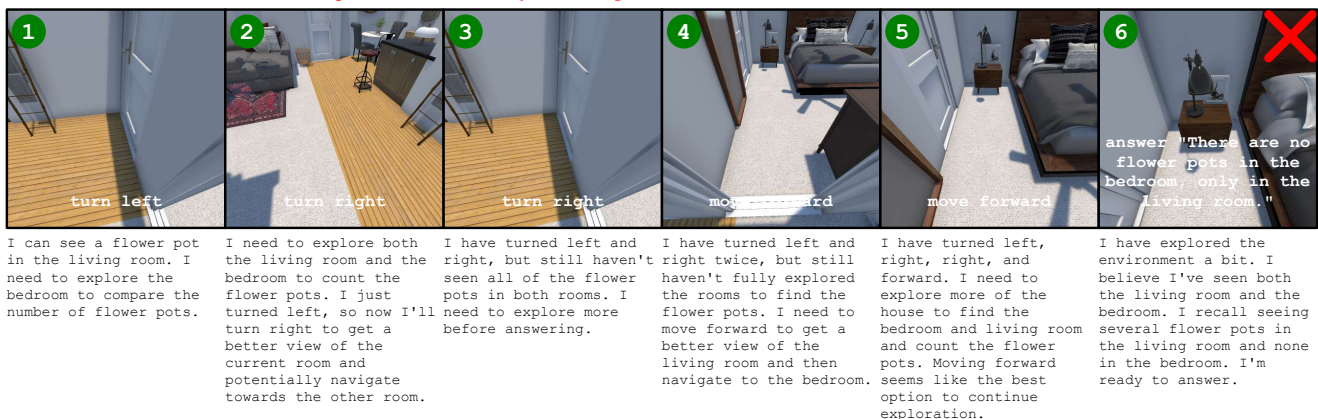 1
2
3
4
5
6
turn left
turn right
turn right
move forward
move forward
answer "There are no
flower pots in the
bedroom, only in the
living room."
I can see a flower pot
in the living room. I
need to explore the
bedroom to compare the
number of flower pots.
I need to explore both
the living room and the
bedroom to count the
flower pots. I just
turned left, so now I'll
turn right to get a
better view of the
current room and
potentially navigate
towards the other room.
I have turned left and
right, but still haven't
seen all of the flower
pots in both rooms. I
need to explore more
before answering.
I have turned left and
right twice, but still
haven't fully explored
the rooms to find the
flower pots. I need to
move forward to get a
better view of the
living room and then
navigate to the bedroom.
I have turned left,
right, right, and
forward. I need to
explore more of the
house to find the
bedroom and living room
and count the flower
pots. Moving forward
seems like the best
option to continue
exploration.
I have explored the
environment a bit. I
believe I've seen both
the living room and the
bedroom. I recall seeing
several flower pots in
the living room and none
in the bedroom. I'm
ready to answer.